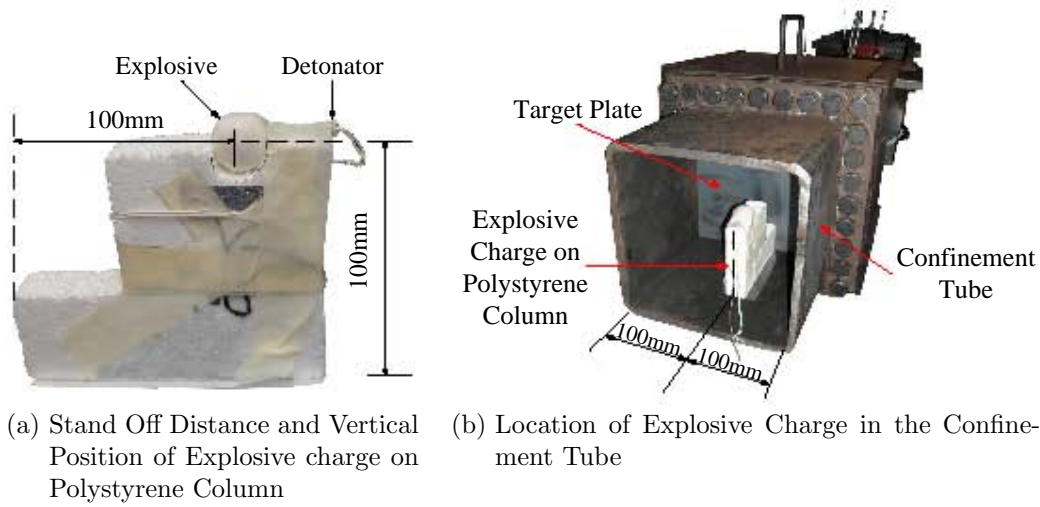 Explosive
Detonator
100mm
100mm
Target Plate
Explosive
Charge on
Polystyrene
Column
Confinement
Tube
100mm
100mm
(a) Stand Off Distance and Vertical
Position of Explosive charge on
Polystyrene Column
(b) Location of Explosive Charge in the Confine-
ment Tube